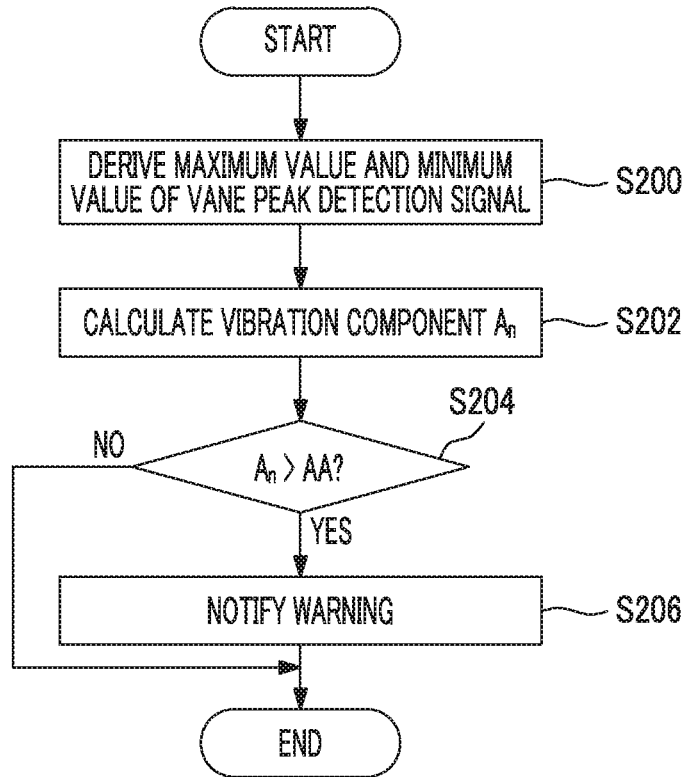 START
DERIVE MAXIMUM VALUE AND MINIMUM
VALUE OF VANE PEAK DETECTION SIGNAL
S200
CALCULATE VIBRATION COMPONENT Aₙ
S202
S204
NO
Aₙ > AA?
YES
NOTIFY WARNING
S206
END